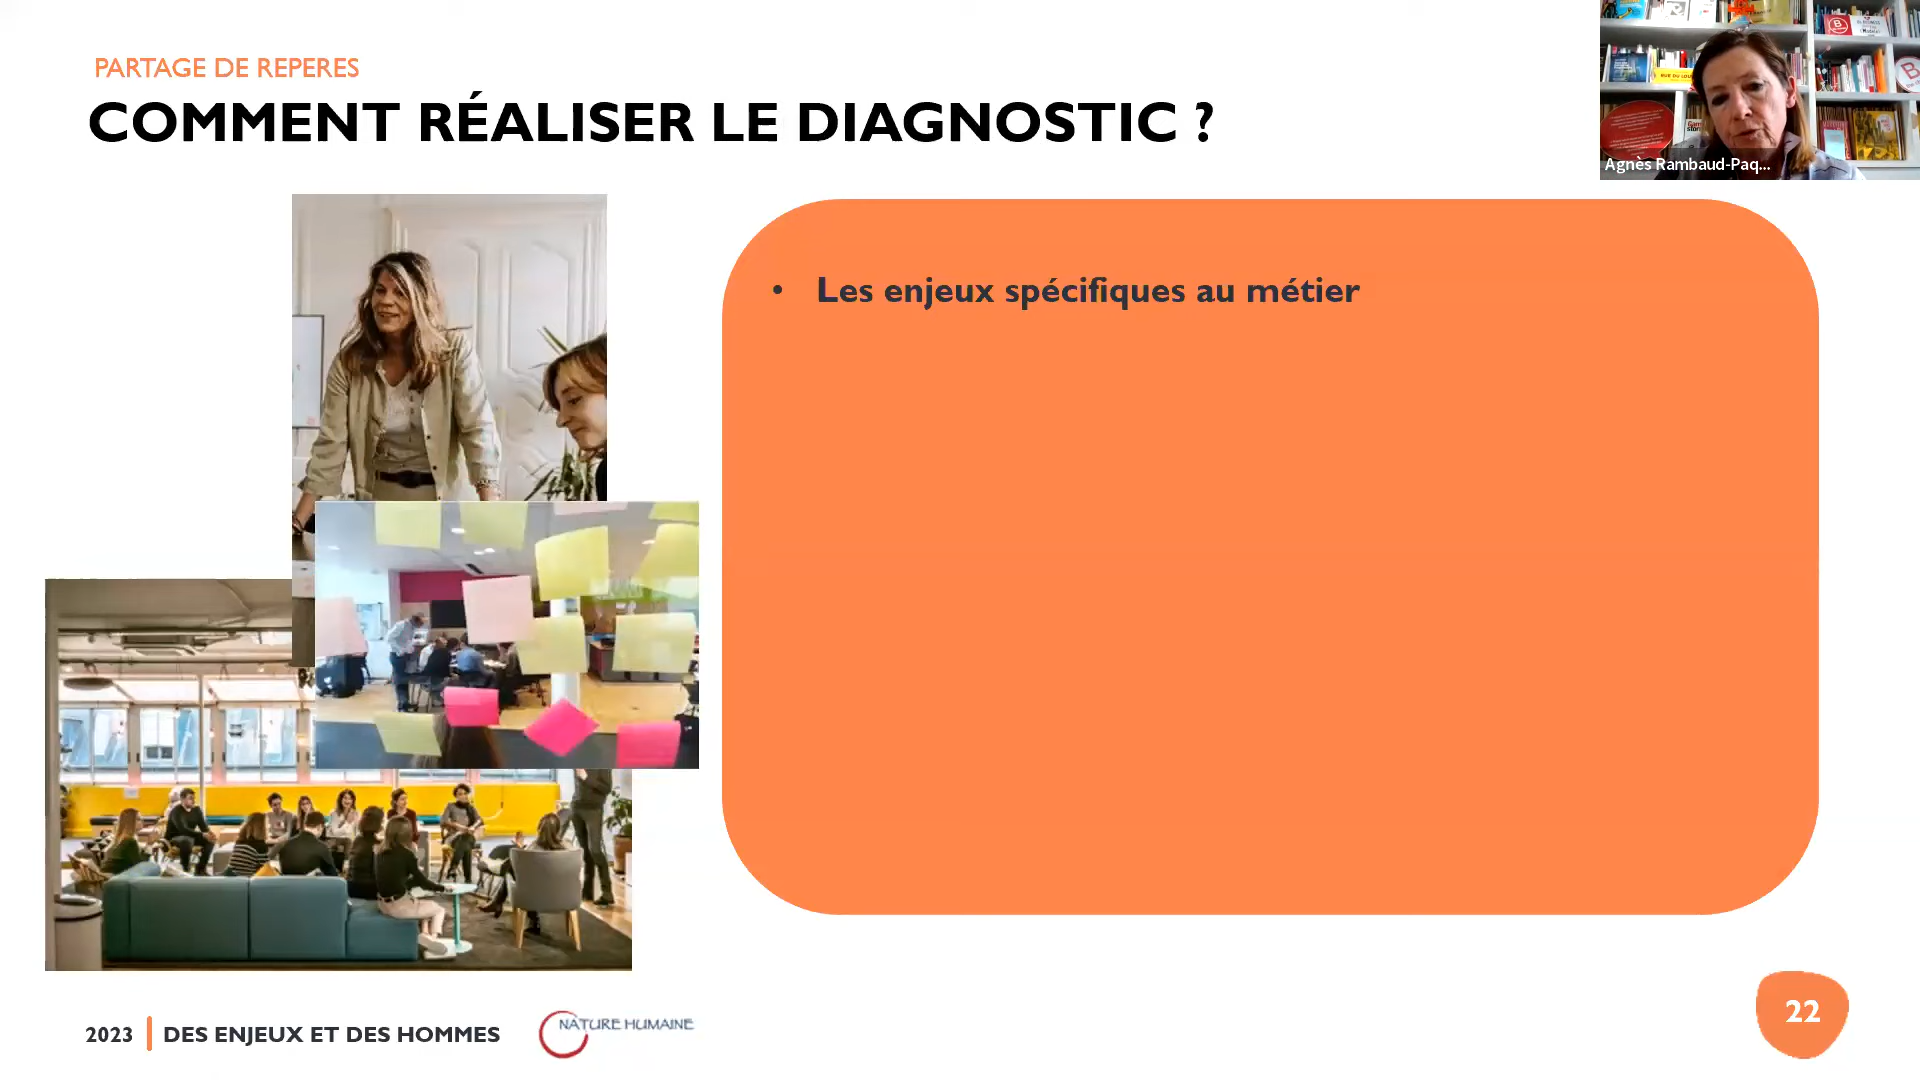 PARTAGE DE REPERES
COMMENT RÉALISER LE DIAGNOSTIC ?
Agnès Rambaud-Paq...
• Les enjeux spécifiques au métier
2023 | DES ENJEUX ET DES HOMMES
NATURE HUMAINE
22